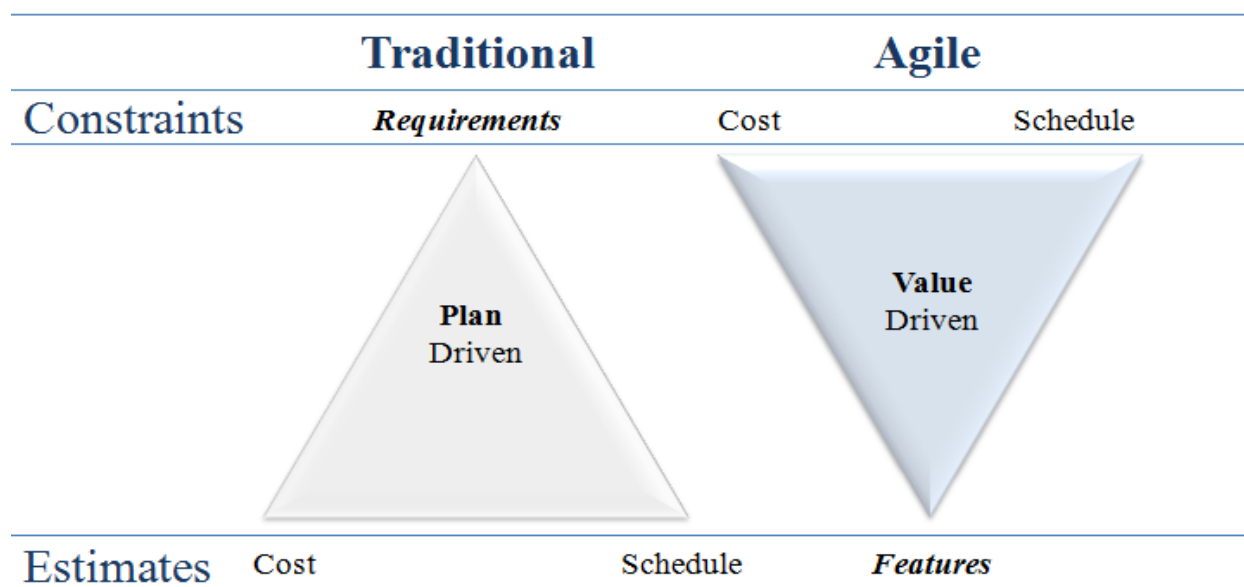 Traditional Agile
Constraints Requirements Cost Schedule
Value
Driven
Plan
Driven
Estimates Cost Schedule Features